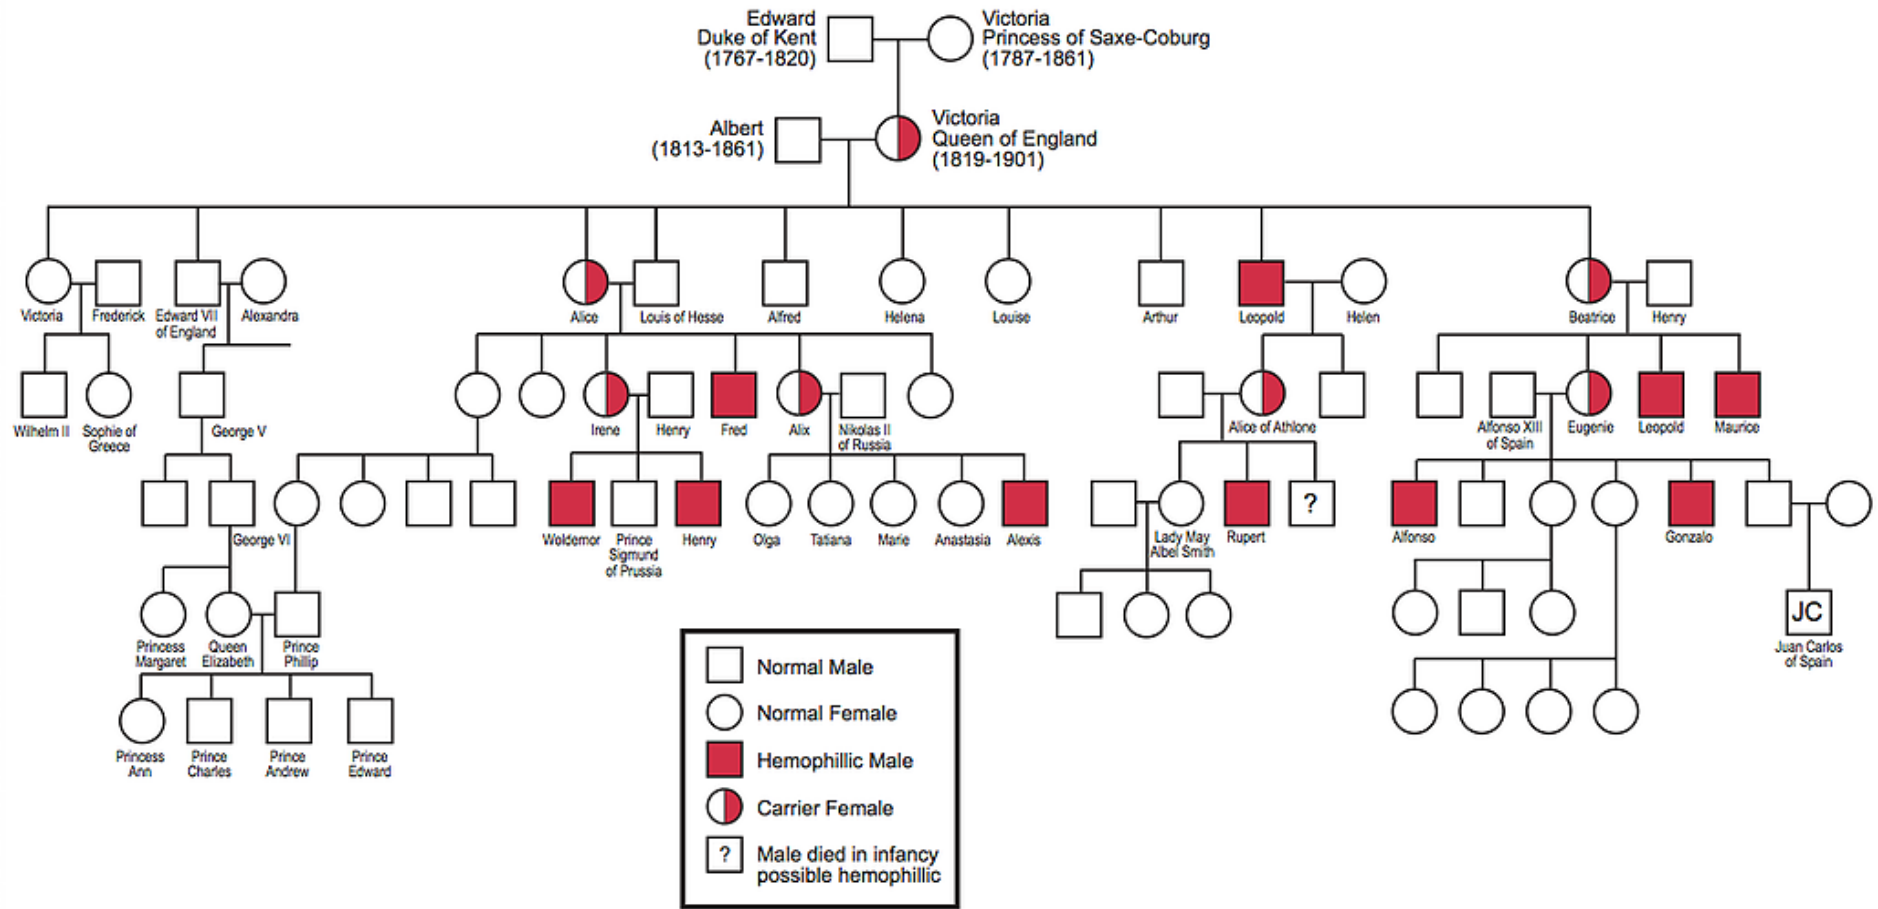 Edward
Duke of Kent
(1767-1820)
Victoria
Princess of Saxe-Coburg
(1787-1861)
Albert
(1813-1861)
Victoria
Queen of England
(1819-1901)
Victoria
Frederick
Edward VII
of England
Alexandra
Alice
Louis of Hesse
Alfred
Helena
Louise
Arthur
Leopold
Helen
Beatrice
Henry
Wilhelm II
Sophie of
Greece
George V
Irene
Henry
Fred
Alix
Nikolas II
of Russia
Alice of Athlone
Alfonso XIII
of Spain
Eugenie
Leopold
Maurice
George VI
Woldemor
Prince
Sigmund
of Prussia
Henry
Olga
Tatiana
Marie
Anastasia
Alexis
Lady May
Albel Smith
Rupert
?
Alfonso
Gonzalo
Princess
Margaret
Queen
Elizabeth
Prince
Phillip
JC
Juan Carlos
of Spain
Princess
Ann
Prince
Charles
Prince
Andrew
Prince
Edward
Normal Male
Normal Female
Hemophillic Male
Carrier Female
? Male died in infancy
possible hemophillic